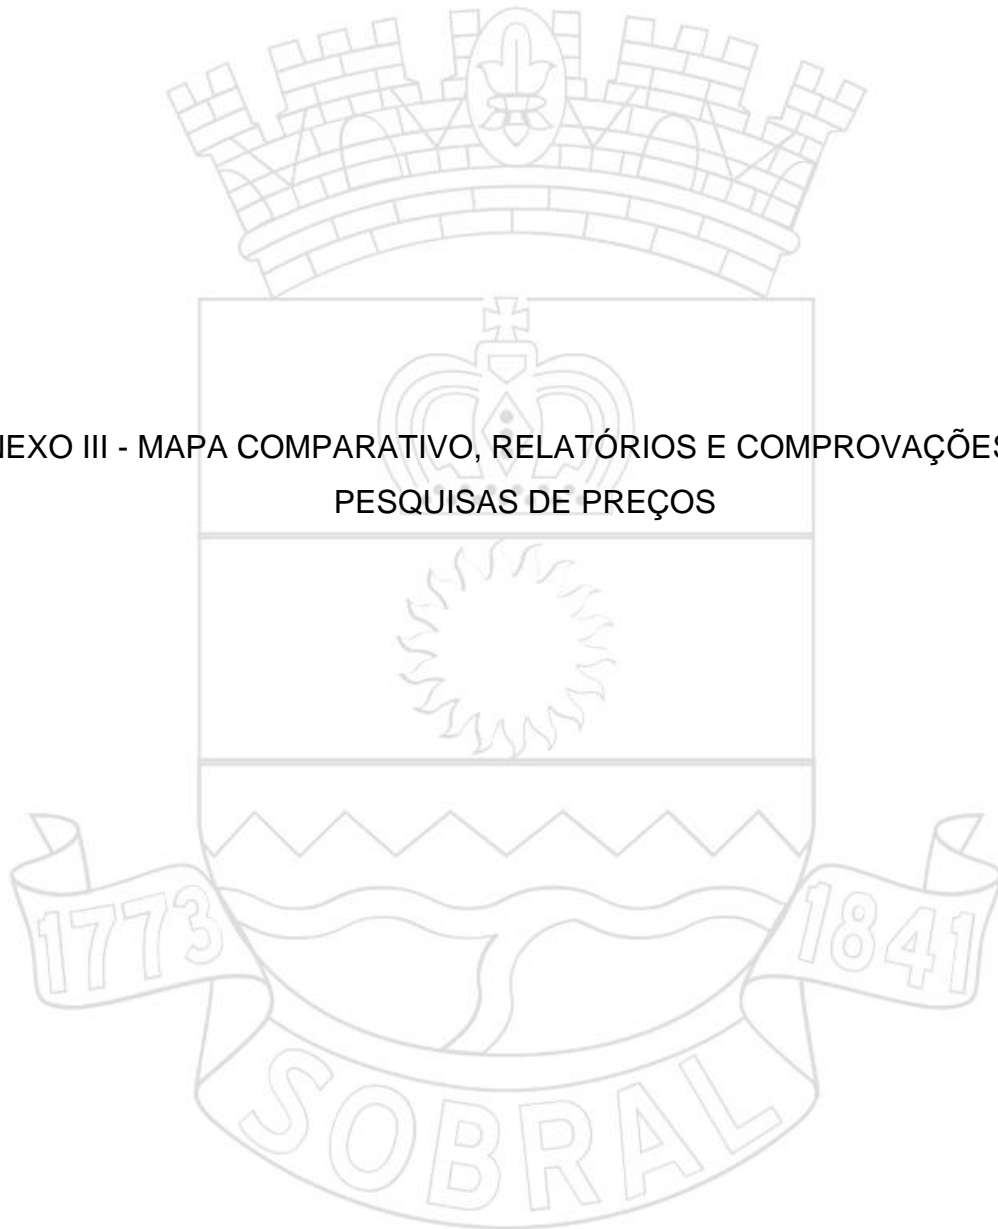 NEXO III - MAPA COMPARATIVO, RELATÓRIOS E COMPROVAÇÕES
PESQUISAS DE PREÇOS
1773
1841
SOBRAL